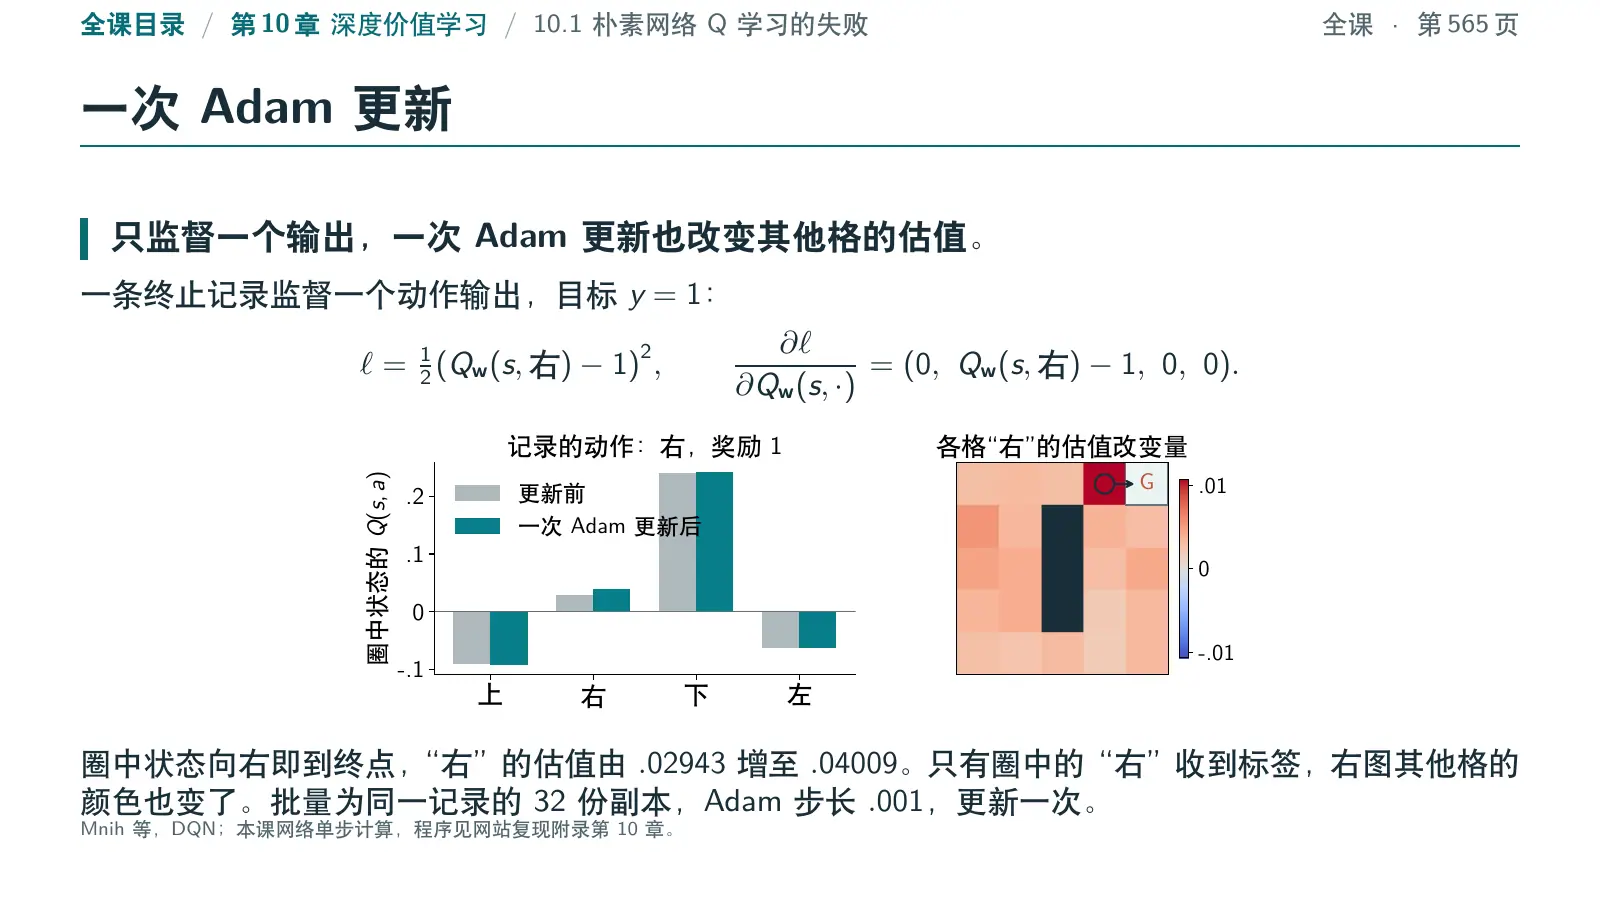 全课目录 / 第 10 章 深度价值学习 / 10.1 朴素网络 Q 学习的失败
全课 · 第 565 页
一次 Adam 更新
只监督一个输出，一次 Adam 更新也改变其他格的估值。
一条终止记录监督一个动作输出，目标 y = 1：
ℓ = ½(Q_w(s, 右) − 1)², ∂ℓ/∂Q_w(s, ·) = (0, Q_w(s, 右) − 1, 0, 0).
记录的动作：右，奖励 1
圈中状态的 Q(s, a)
.2
.1
0
-.1
更新前
一次 Adam 更新后
上 右 下 左
各格“右”的估值改变量
G
.01
0
-.01
圈中状态向右即到终点，“右” 的估值由 .02943 增至 .04009。只有圈中的 “右” 收到标签，右图其他格的
颜色也变了。批量为同一记录的 32 份副本，Adam 步长 .001，更新一次。
Mnih 等，DQN；本课网络单步计算，程序见网站复现附录第 10 章。